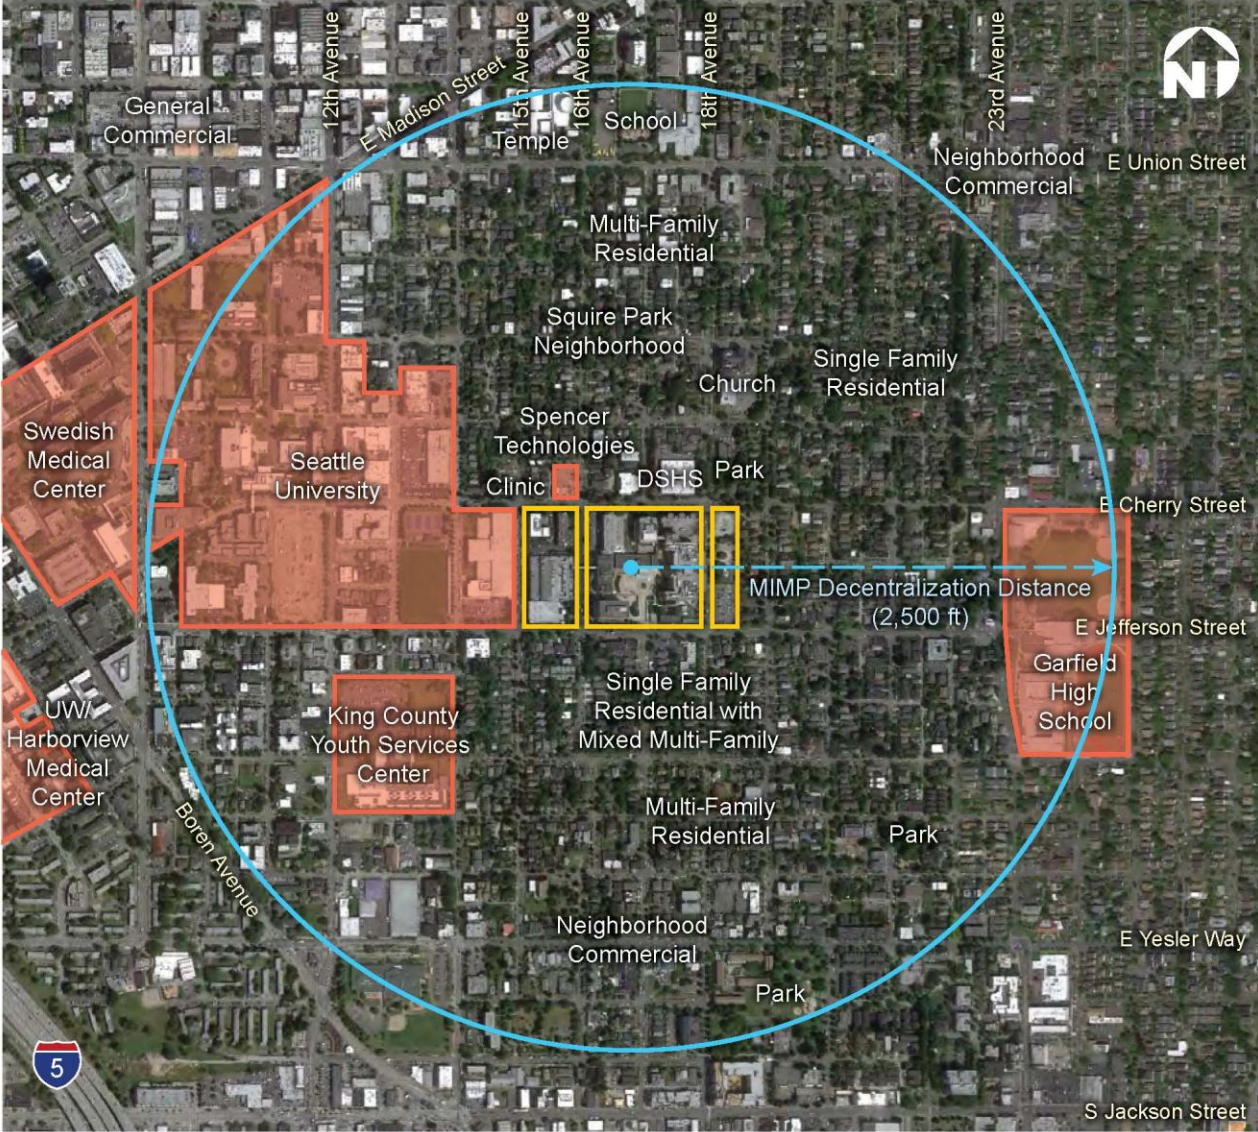 12th Avenue
15th Avenue
16th Avenue
18th Avenue
23rd Avenue
N
General
Commercial
E Madison Street
School
Temple
Neighborhood
Commercial
E Union Street
Multi-Family
Residential
Squire Park
Neighborhood
Single Family
Residential
Church
Spencer
Technologies
Swedish
Medical
Center
Seattle
University
Clinic
DSHS
Park
E Cherry Street
MIMP Decentralization Distance
(2,500 ft)
E Jefferson Street
Garfield
High
School
Single Family
Residential with
Mixed Multi-Family
King County
Youth Services
Center
UW/
Harborview
Medical
Center
Multi-Family
Residential
Park
Boren Avenue
Neighborhood
Commercial
E Yesler Way
Park
5
S Jackson Street